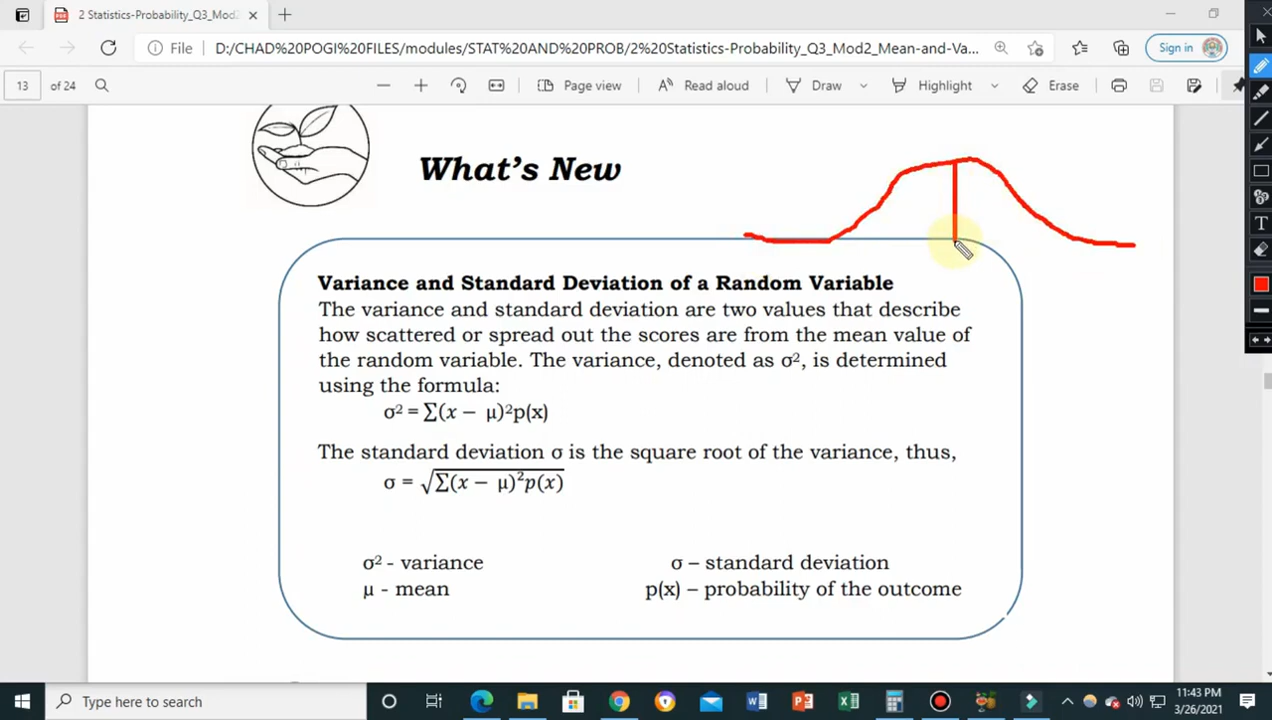 2 Statistics-Probability_Q3_Mod2
File
D:/CHAD%20POGI%20FILES/modules/STAT%20AND%20PROB/2%20Statistics-Probability_Q3_Mod2_Mean-and-Va...
Sign in
13 of 24
Page view
Read aloud
Draw
Highlight
Erase
What's New
Variance and Standard Deviation of a Random Variable
The variance and standard deviation are two values that describe
how scattered or spread out the scores are from the mean value of
the random variable. The variance, denoted as σ², is determined
using the formula:
σ² = ∑(x − μ)²p(x)
The standard deviation σ is the square root of the variance, thus,
σ = √∑(x − μ)²p(x)
σ² - variance
σ – standard deviation
μ - mean
p(x) – probability of the outcome
Type here to search
11:43 PM
3/26/2021